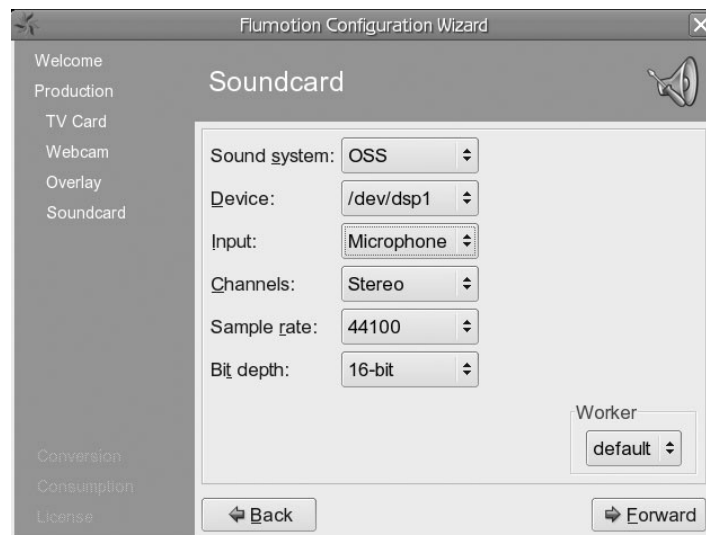 Flumotion Configuration Wizard
Welcome
Production
TV Card
Webcam
Overlay
Soundcard
Conversion
Consumption
License
Soundcard
Sound system: OSS
Device: /dev/dsp1
Input: Microphone
Channels: Stereo
Sample rate: 44100
Bit depth: 16-bit
Worker
default
Back
Forward